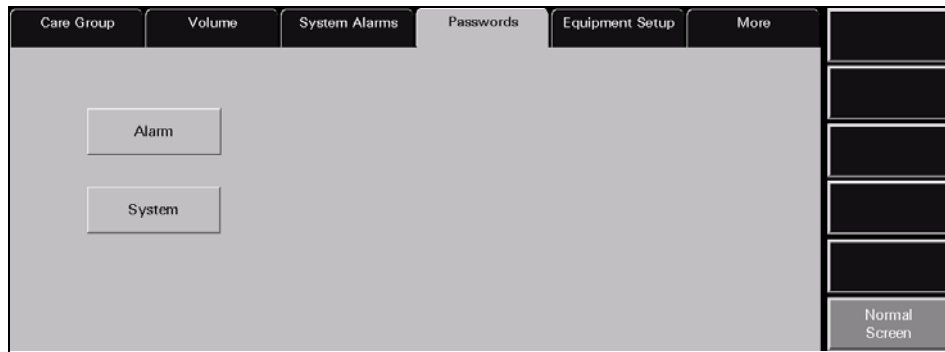 Care Group
Volume
System Alarms
Passwords
Equipment Setup
More
Alarm
System
Normal
Screen